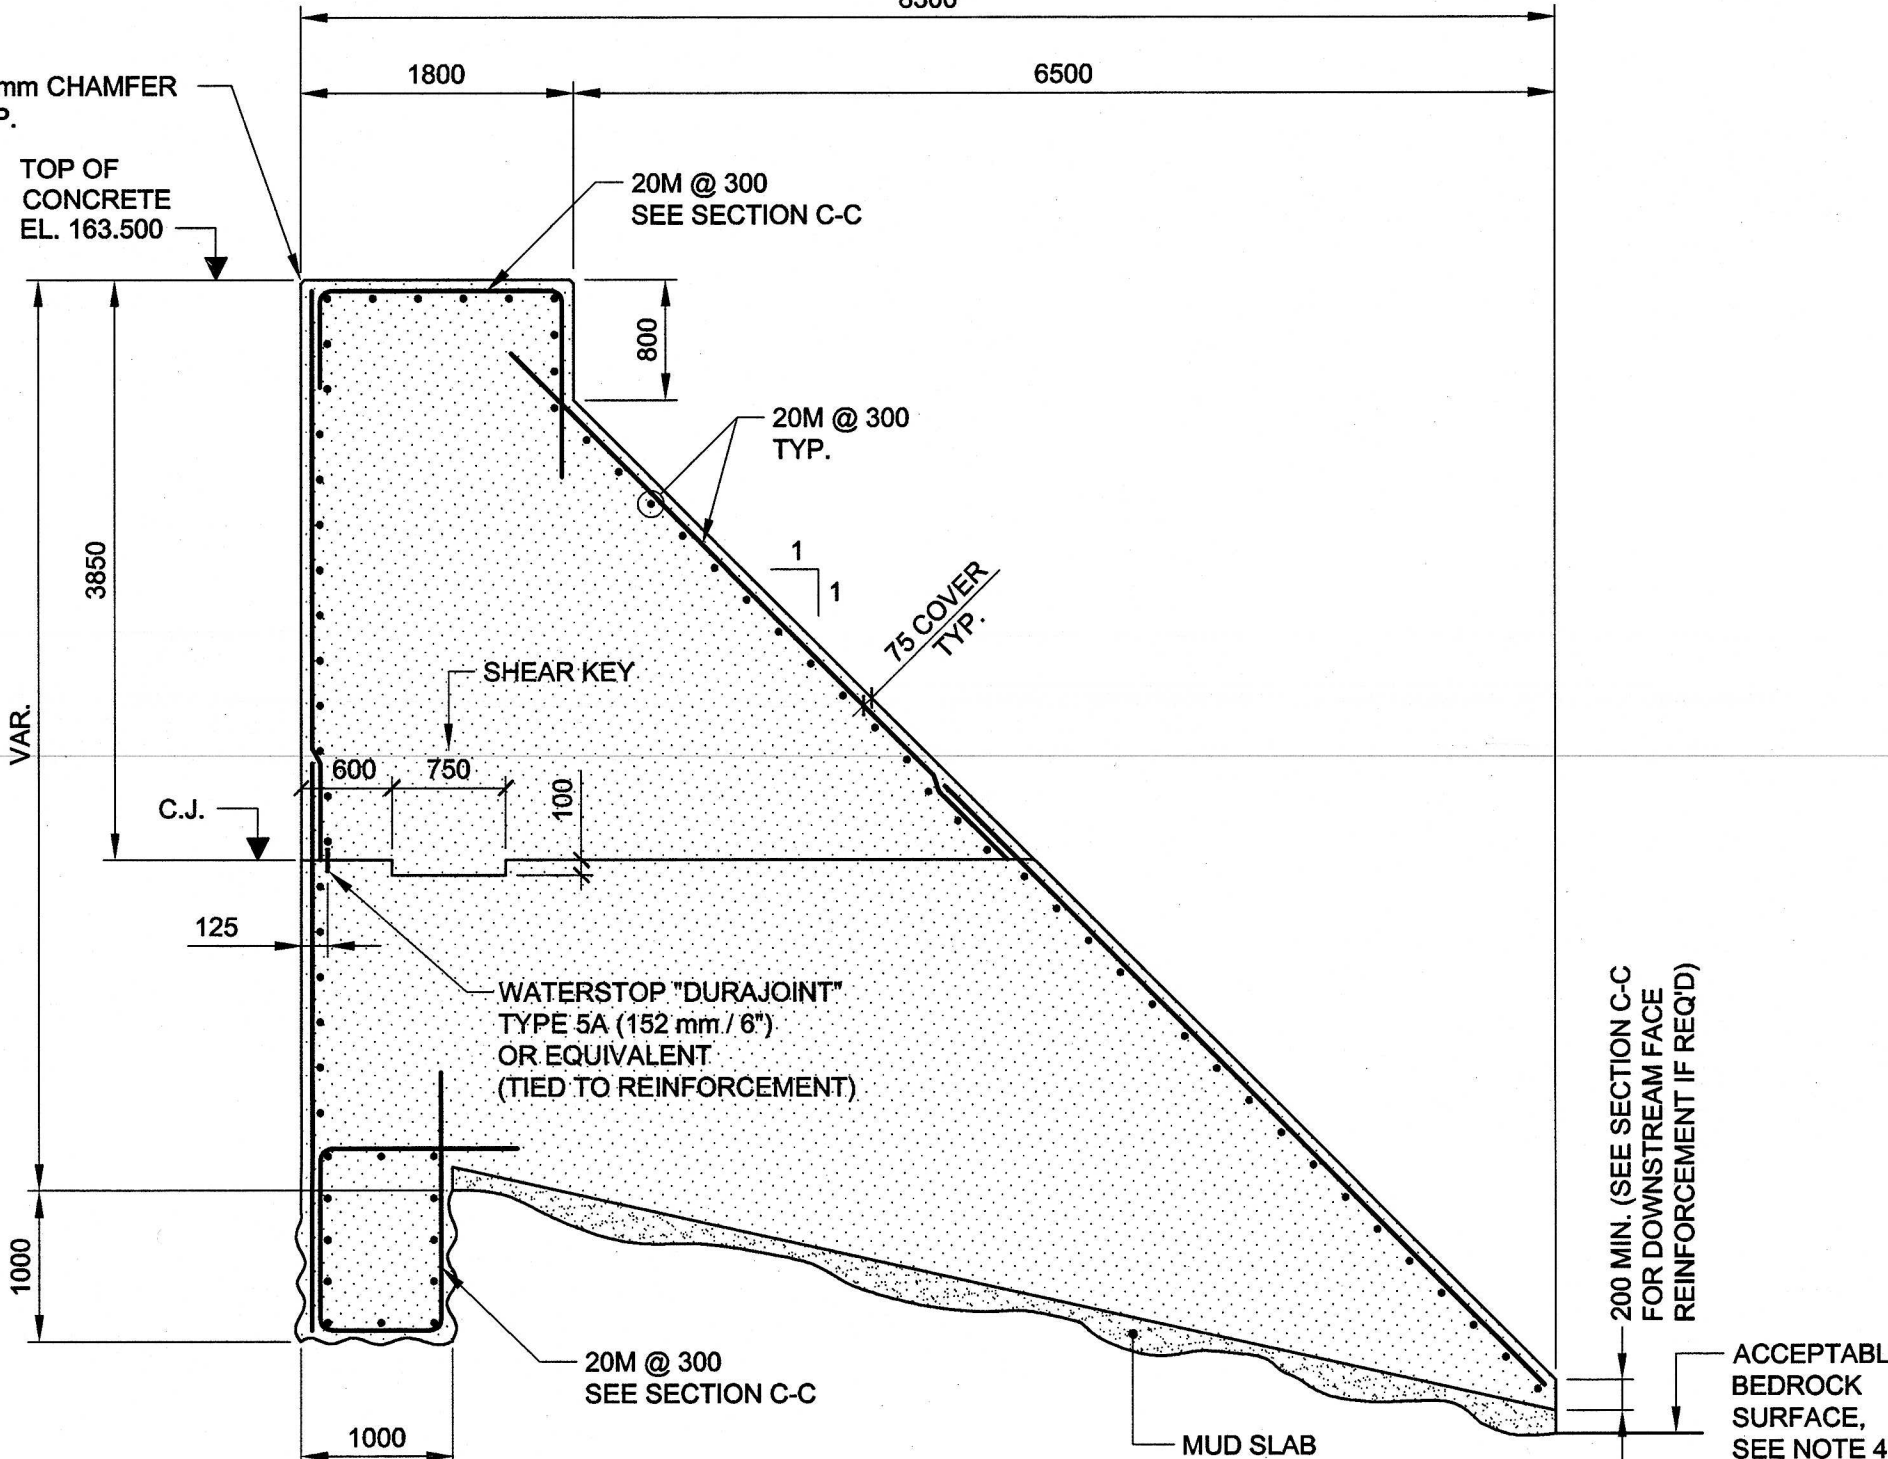 8300
1800
6500
mm CHAMFER
P.
TOP OF
CONCRETE
EL. 163.500
20M @ 300
SEE SECTION C-C
800
20M @ 300
TYP.
1
1
75 COVER
TYP.
3850
VAR.
SHEAR KEY
600
750
100
C.J.
125
WATERSTOP "DURAJOINT"
TYPE 5A (152 mm / 6")
OR EQUIVALENT
(TIED TO REINFORCEMENT)
200 MIN. (SEE SECTION C-C
FOR DOWNSTREAM FACE
REINFORCEMENT IF REQ'D)
1000
20M @ 300
SEE SECTION C-C
1000
MUD SLAB
ACCEPTABL
BEDROCK
SURFACE,
SEE NOTE 4